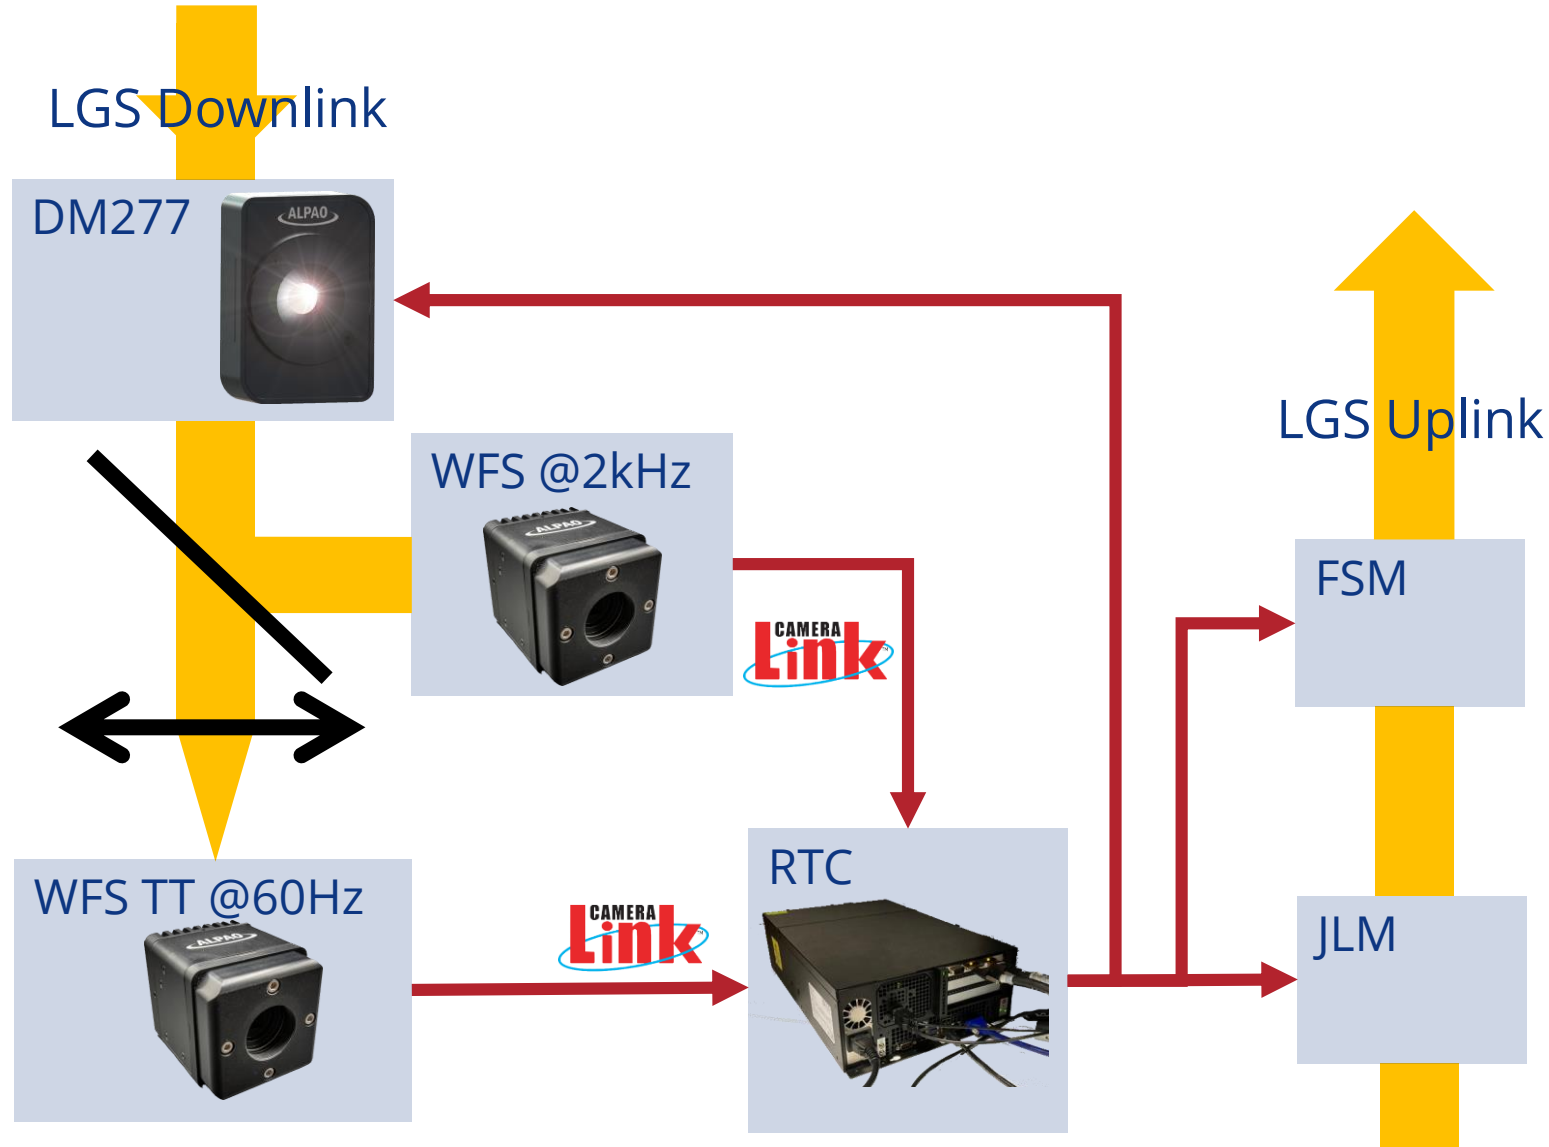 LGS Downlink
DM277
ALPAO
WFS @2kHz
ALPAO
CAMERA
Link
LGS Uplink
FSM
WFS TT @60Hz
ALPAO
CAMERA
Link
RTC
JLM